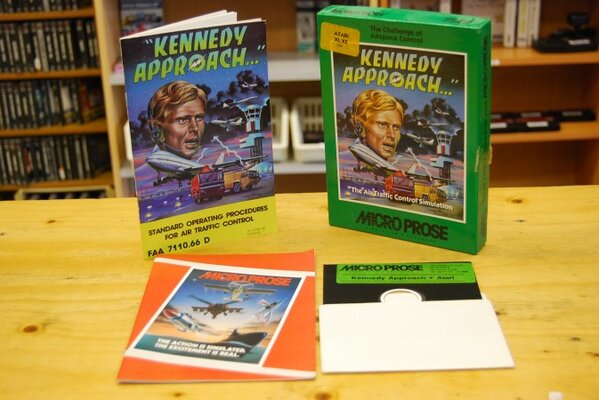 "KENNEDY
APPROACH..."
STANDARD OPERATING PROCEDURES
FOR AIR TRAFFIC CONTROL
FAA 7110.66 D
The Challenge of
Airspace Control
ATARI
XL/XE
"KENNEDY
APPROACH..."
"The Air Traffic Control Simulation
MICRO PROSE
MICRO PROSE
THE ACTION IS SIMULATED
THE EXCITEMENT IS REAL.
MICRO PROSE
Kennedy Approach • Atari